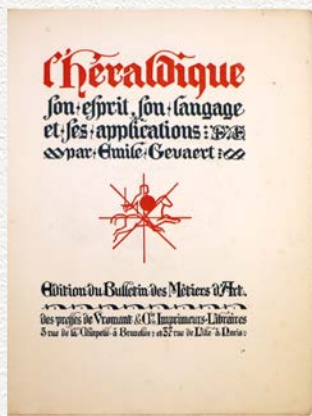 l'héraldique
son esprit, son langage
et ses applications :
par Emile Gevaert :
Edition du Bulletin des Métiers d'Art.
des presses de Vromant & Cº. Imprimeurs-Libraires
3 rue de la Chapelle à Bruxelles : et 37 rue de Lille à Paris :